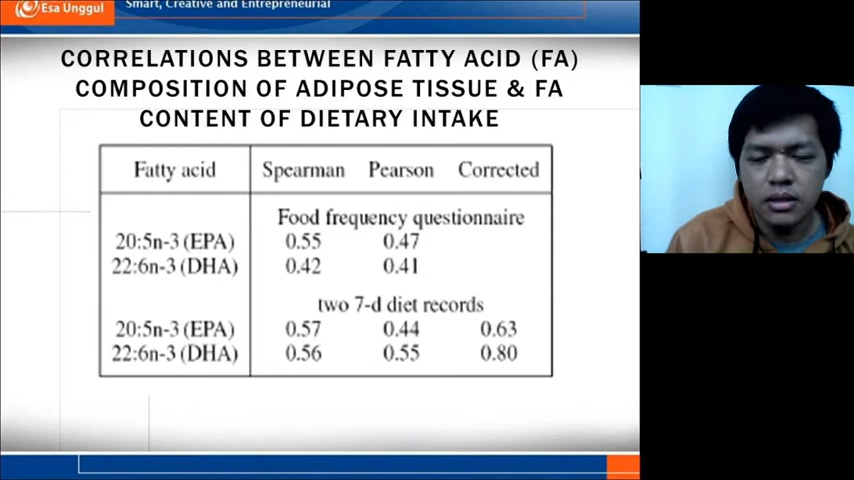 Esa Unggul
Smart, Creative and Entrepreneurial
CORRELATIONS BETWEEN FATTY ACID (FA)
COMPOSITION OF ADIPOSE TISSUE & FA
CONTENT OF DIETARY INTAKE
Fatty acid Spearman Pearson Corrected
Food frequency questionnaire
20:5n-3 (EPA) 0.55 0.47
22:6n-3 (DHA) 0.42 0.41
two 7-d diet records
20:5n-3 (EPA) 0.57 0.44 0.63
22:6n-3 (DHA) 0.56 0.55 0.80